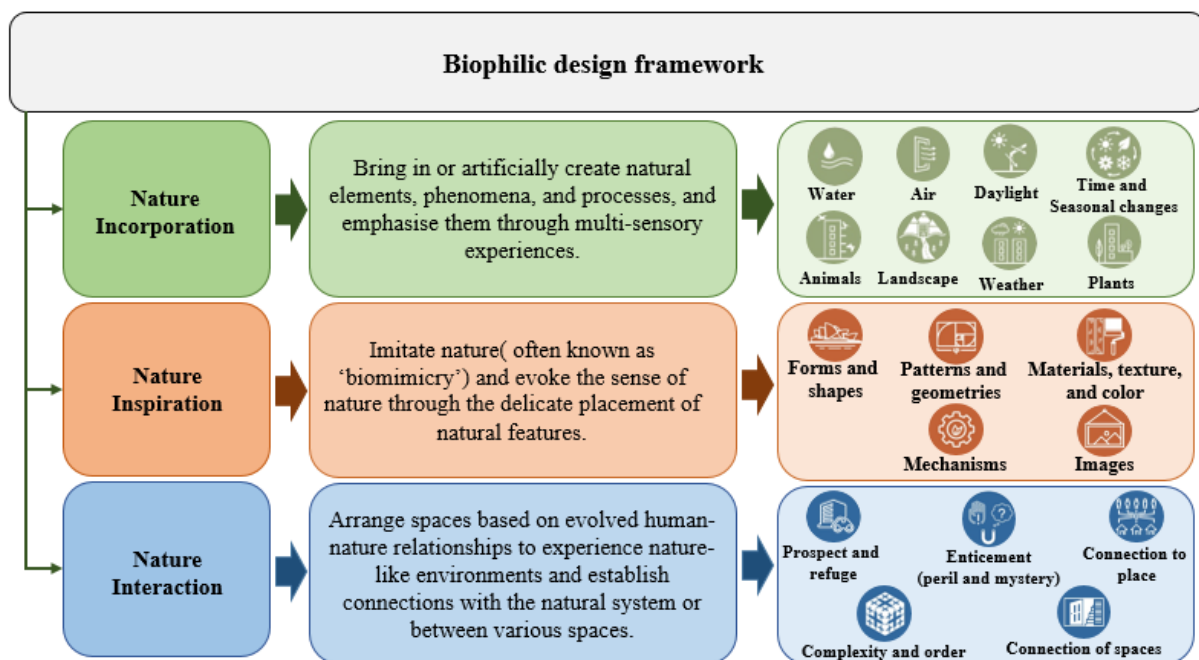 Biophilic design framework
Nature
Incorporation
Bring in or artificially create natural
elements, phenomena, and processes, and
emphasise them through multi-sensory
experiences.
Water
Air
Daylight
Time and
Seasonal changes
Animals
Landscape
Weather
Plants
Nature
Inspiration
Imitate nature( often known as
‘biomimicry’) and evoke the sense of
nature through the delicate placement of
natural features.
Forms and
shapes
Patterns and
geometries
Materials, texture,
and color
Mechanisms
Images
Nature
Interaction
Arrange spaces based on evolved human-
nature relationships to experience nature-
like environments and establish
connections with the natural system or
between various spaces.
Prospect and
refuge
Enticement
(peril and mystery)
Connection to
place
Complexity and order
Connection of spaces